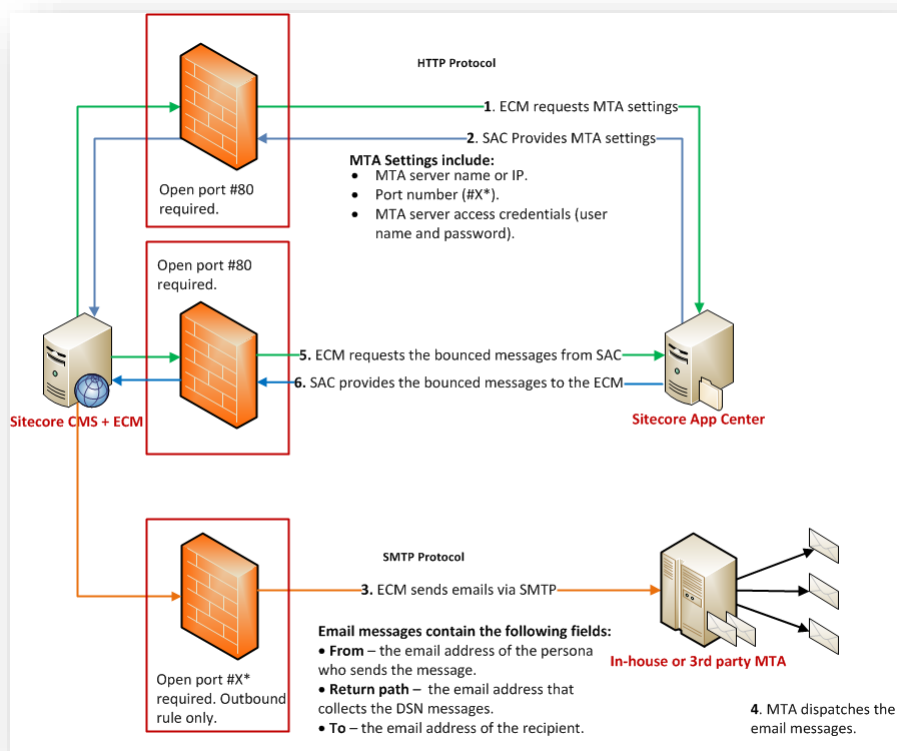 HTTP Protocol
1. ECM requests MTA settings
2. SAC Provides MTA settings
MTA Settings include:
• MTA server name or IP.
• Port number (#X*).
• MTA server access credentials (user
name and password).
Open port #80
required.
Open port #80
required.
5. ECM requests the bounced messages from SAC
6. SAC provides the bounced messages to the ECM
Sitecore CMS + ECM
Sitecore App Center
SMTP Protocol
3. ECM sends emails via SMTP
Email messages contain the following fields:
• From – the email address of the persona
who sends the message.
• Return path – the email address that
collects the DSN messages.
• To – the email address of the recipient.
In-house or 3rd party MTA
Open port #X*
required. Outbound
rule only.
4. MTA dispatches the
email messages.